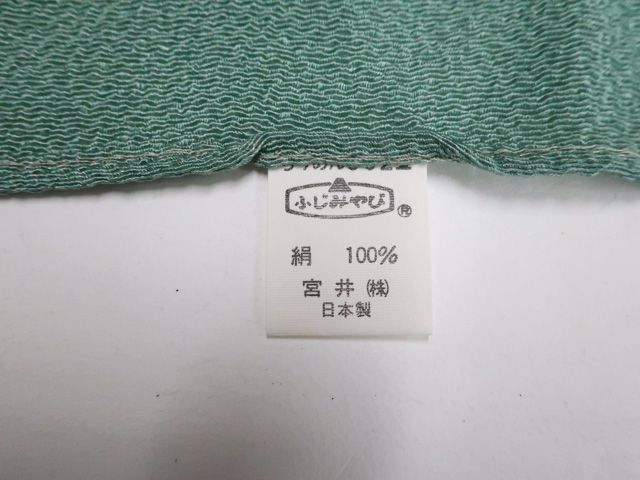 ふじみやび®
絹 100%
宮井(株)
日本製